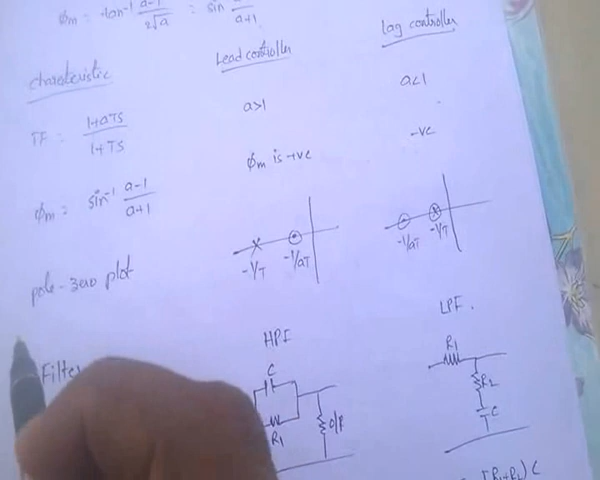 φm = tan⁻¹ a-1/2√a = sin⁻¹ a-1/a+1
Lead controller Lag controller
TF = 1+aTS/1+TS a>1 a<1
φm = sin⁻¹ a-1/a+1 φm is +ve -ve
pole-zero plot -1/T -1/aT -1/aT -1/T
HPF LPF.
C R1 o/p R1 R2 C
(R1+R2) C